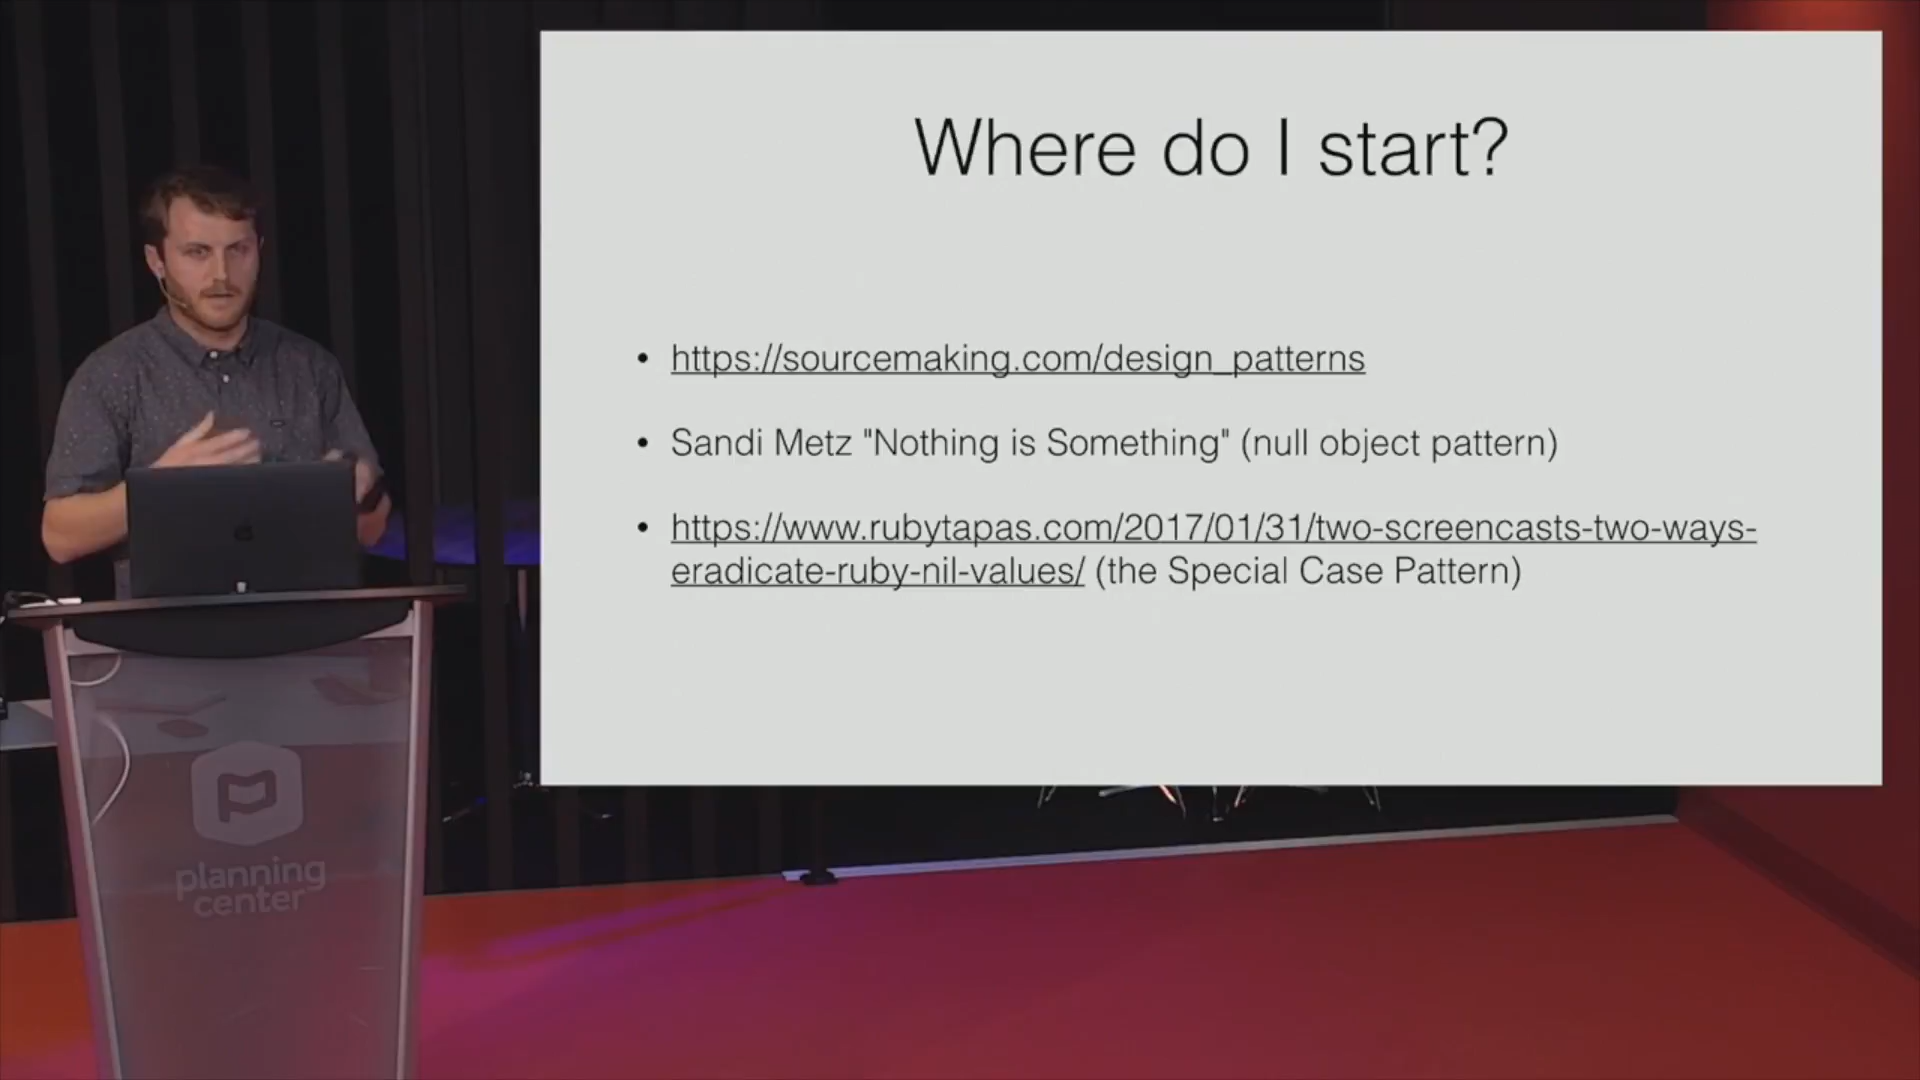 Where do I start?
• https://sourcemaking.com/design_patterns
• Sandi Metz "Nothing is Something" (null object pattern)
• https://www.rubytapas.com/2017/01/31/two-screencasts-two-ways-
eradicate-ruby-nil-values/ (the Special Case Pattern)
planning
center